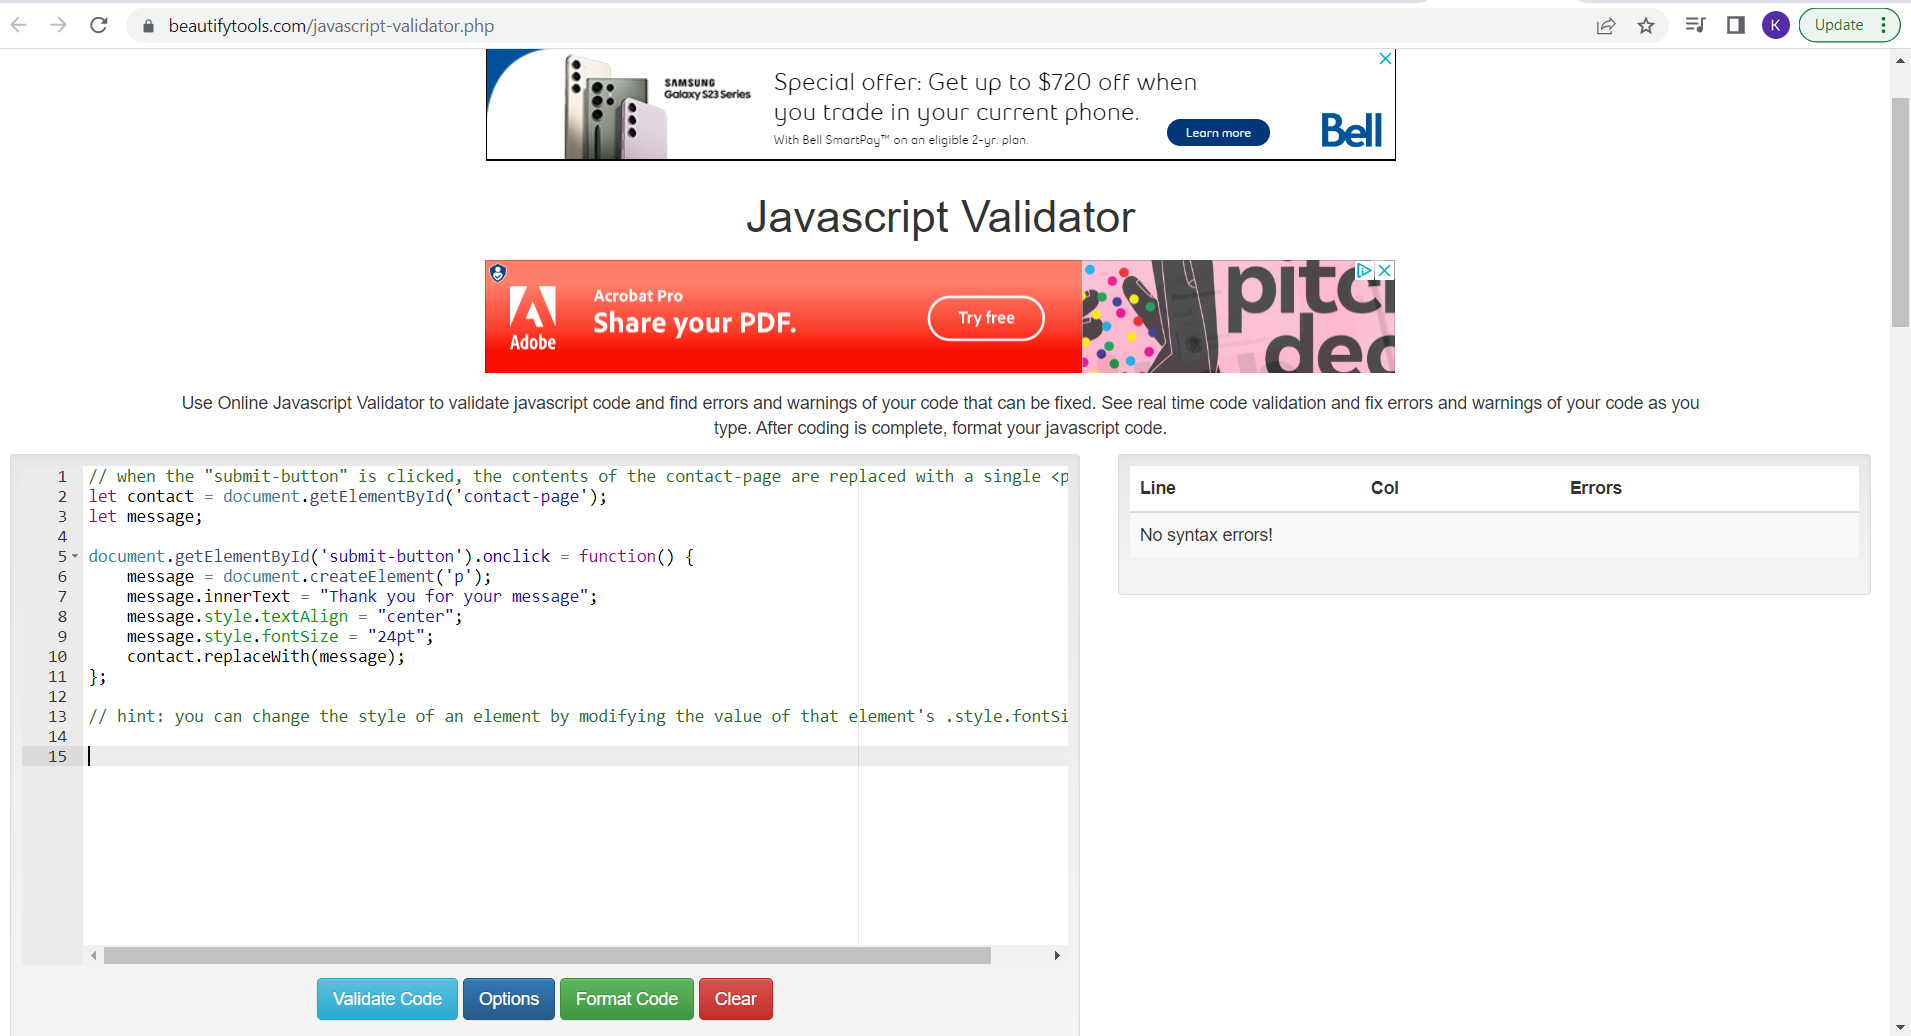 beautifytools.com/javascript-validator.php
K
Update
SAMSUNG
Galaxy S23 Series
Special offer: Get up to $720 off when
you trade in your current phone.
With Bell SmartPay™ on an eligible 2-yr. plan.
Learn more
Bell
Javascript Validator
Adobe
Acrobat Pro
Share your PDF.
Try free
pitc
dec
Use Online Javascript Validator to validate javascript code and find errors and warnings of your code that can be fixed. See real time code validation and fix errors and warnings of your code as you
type. After coding is complete, format your javascript code.
1 // when the "submit-button" is clicked, the contents of the contact-page are replaced with a single <p
2 let contact = document.getElementById('contact-page');
3 let message;
4
5 document.getElementById('submit-button').onclick = function() {
6 message = document.createElement('p');
7 message.innerText = "Thank you for your message";
8 message.style.textAlign = "center";
9 message.style.fontSize = "24pt";
10 contact.replaceWith(message);
11 };
12
13 // hint: you can change the style of an element by modifying the value of that element's .style.fontSi
14
15
Line Col Errors
No syntax errors!
Validate Code Options Format Code Clear